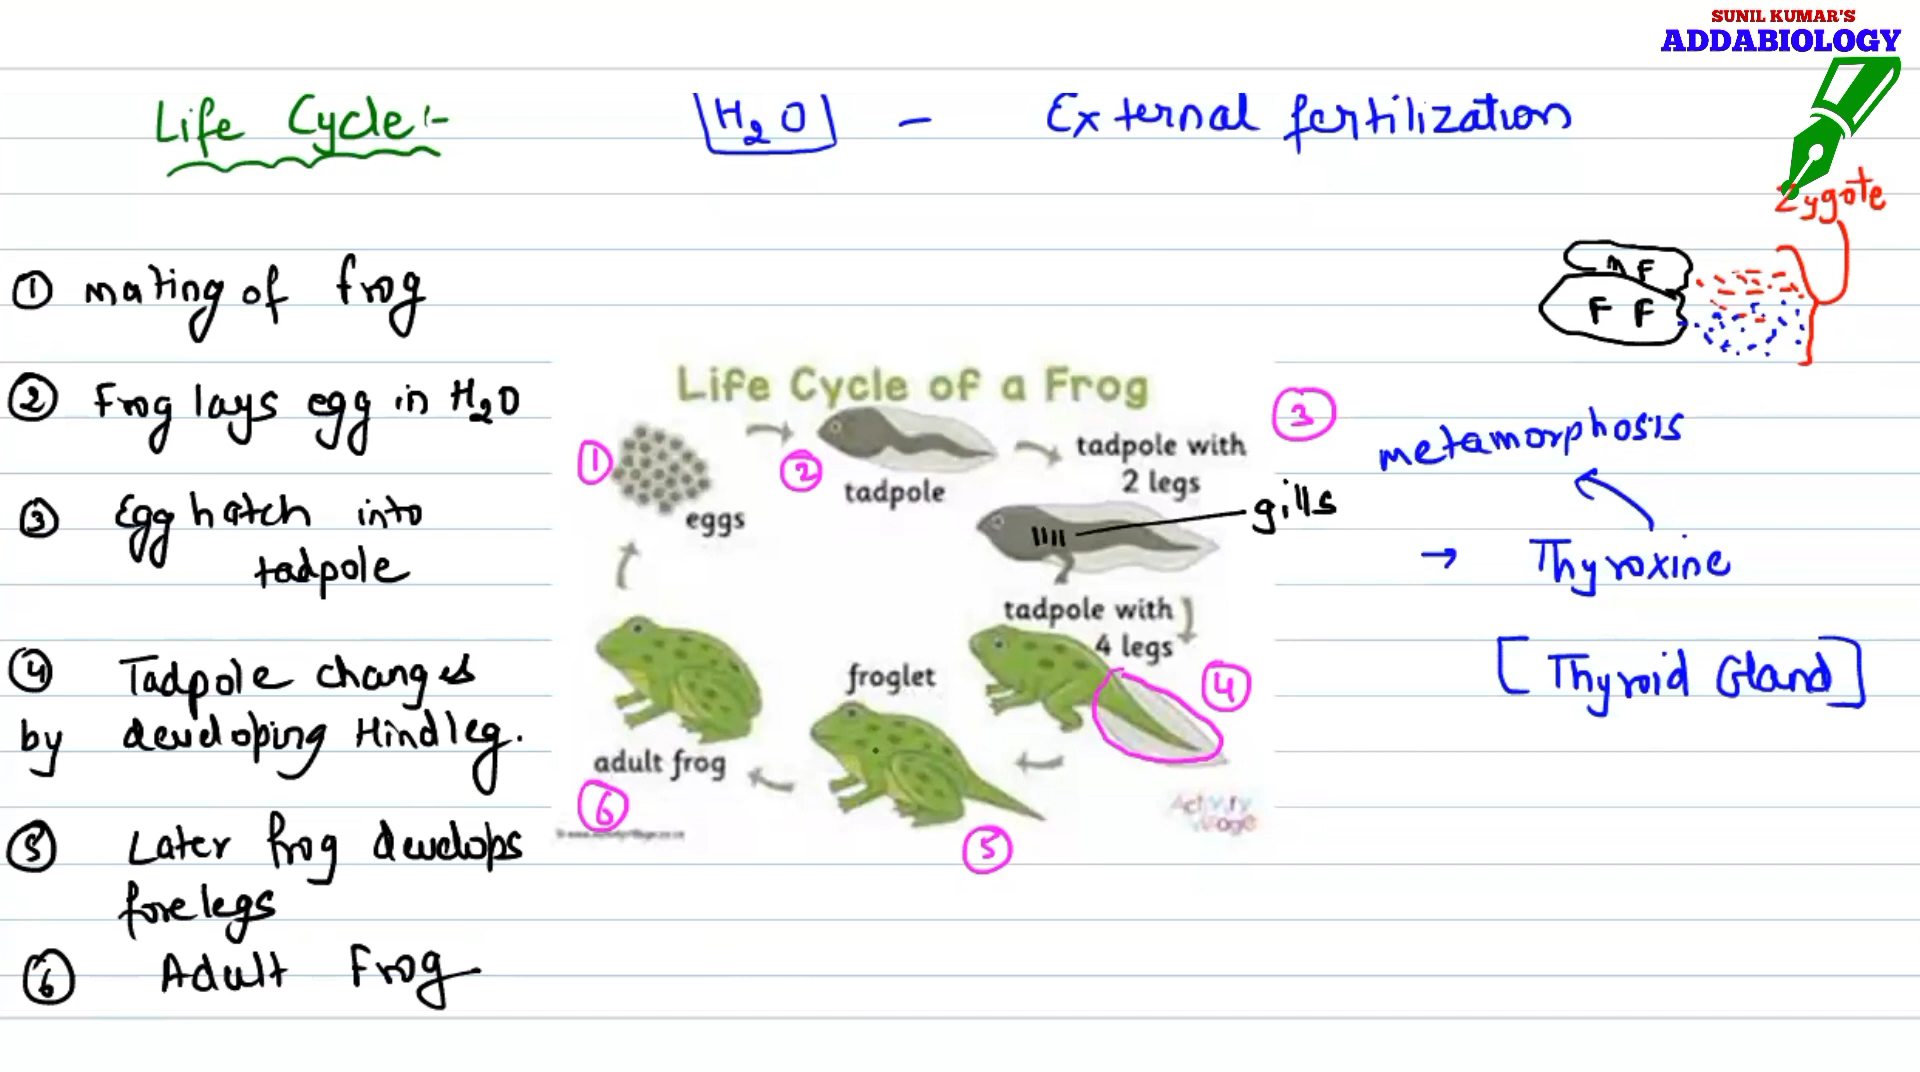 SUNIL KUMAR'S
ADDABIOLOGY
Life Cycle:-
H2O - External fertilization
Zygote
M F
F F
① mating of frog
② Frog lays egg in H2O
③ Egg hatch into
tadpole
④ Tadpole changes
by developing Hindleg.
⑤ Later frog develops
forelegs
⑥ Adult Frog
Life Cycle of a Frog
①
eggs
②
tadpole
tadpole with
2 legs
③
gills
tadpole with
4 legs
④
froglet
⑤
adult frog
⑥
Activity
Village
metamorphosis
→ Thyroxine
[Thyroid Gland]